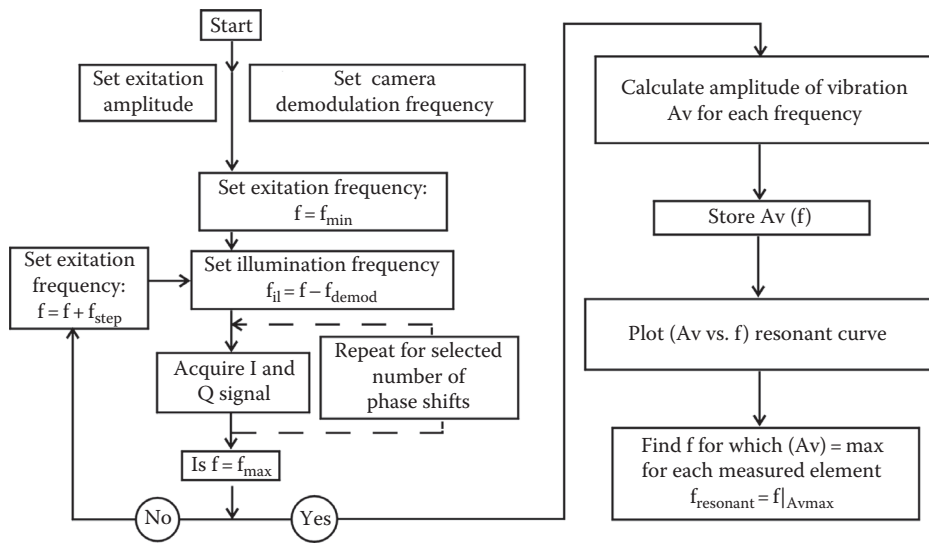 Start
Set exitation
amplitude
Set camera
demodulation frequency
Set exitation frequency:
f = f_min
Set exitation
frequency:
f = f + f_step
Set illumination frequency
f_il = f – f_demod
Acquire I and
Q signal
Repeat for selected
number of
phase shifts
Is f = f_max
No
Yes
Calculate amplitude of vibration
Av for each frequency
Store Av (f)
Plot (Av vs. f) resonant curve
Find f for which (Av) = max
for each measured element
f_resonant = f|_Avmax